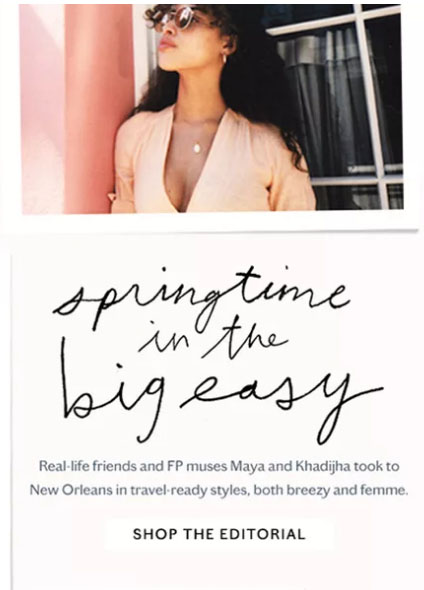 springtime
in the
big easy
Real-life friends and FP muses Maya and Khadijha took to
New Orleans in travel-ready styles, both breezy and femme.
SHOP THE EDITORIAL